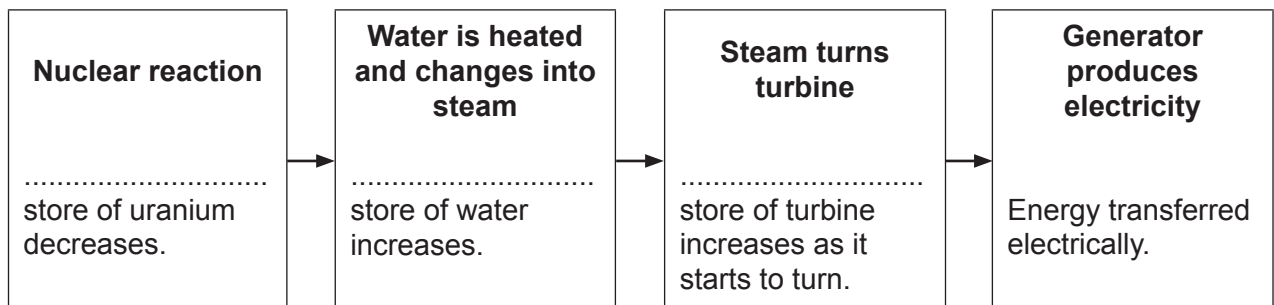 Nuclear reaction
..............................
store of uranium
decreases.
Water is heated
and changes into
steam
..............................
store of water
increases.
Steam turns
turbine
..............................
store of turbine
increases as it
starts to turn.
Generator
produces
electricity
Energy transferred
electrically.